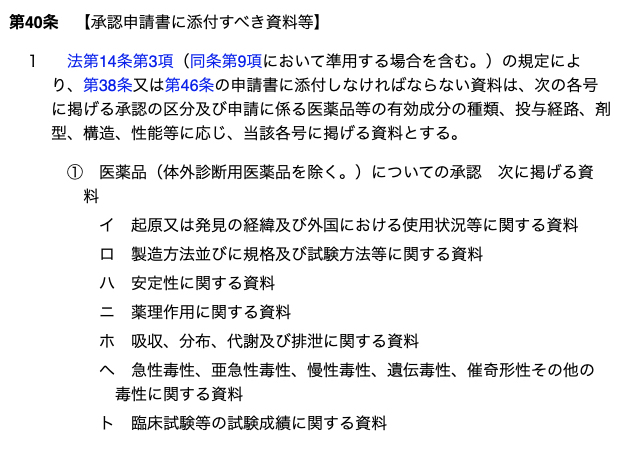 第40条　【承認申請書に添付すべき資料等】
1　法第14条第3項（同条第9項において準用する場合を含む。）の規定によ
り、第38条又は第46条の申請書に添付しなければならない資料は、次の各号
に掲げる承認の区分及び申請に係る医薬品等の有効成分の種類、投与経路、剤
型、構造、性能等に応じ、当該各号に掲げる資料とする。
①　医薬品（体外診断用医薬品を除く。）についての承認　次に掲げる資
料
イ　起原又は発見の経緯及び外国における使用状況等に関する資料
ロ　製造方法並びに規格及び試験方法等に関する資料
ハ　安定性に関する資料
ニ　薬理作用に関する資料
ホ　吸収、分布、代謝及び排泄に関する資料
ヘ　急性毒性、亜急性毒性、慢性毒性、遺伝毒性、催奇形性その他の
毒性に関する資料
ト　臨床試験等の試験成績に関する資料